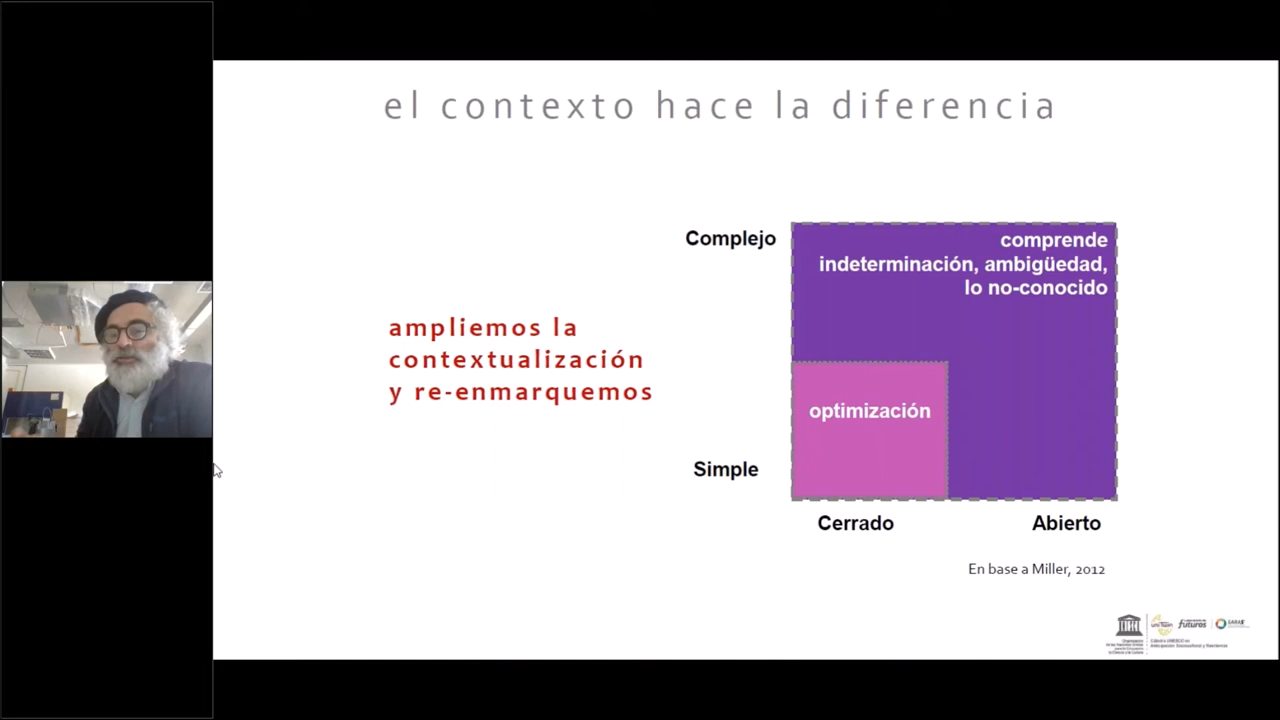 el contexto hace la diferencia
Complejo
comprende
indeterminación, ambigüedad,
lo no-conocido
ampliemos la
contextualización
y re-enmarquemos
optimización
Simple
Cerrado
Abierto
En base a Miller, 2012
futuros